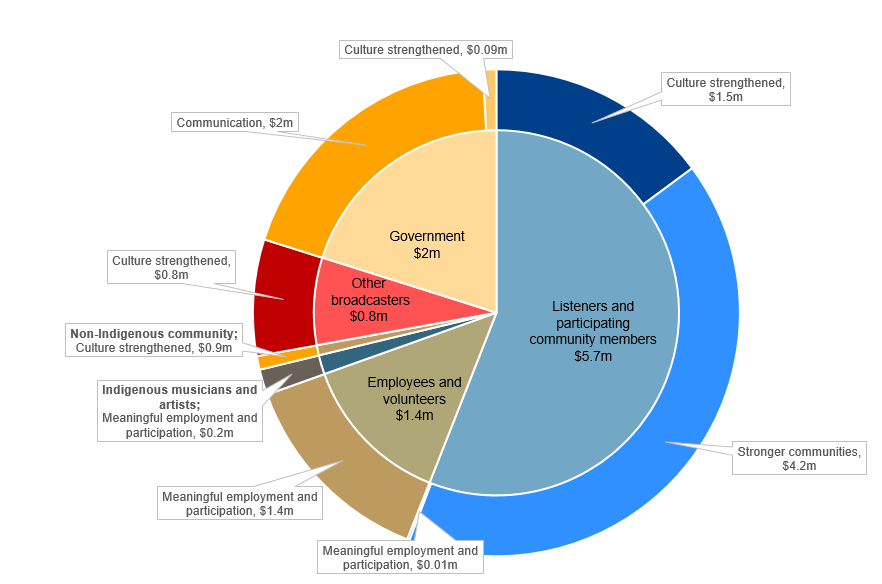 Culture strengthened, $0.09m
Culture strengthened,
$1.5m
Communication, $2m
Government
$2m
Culture strengthened,
$0.8m
Other
broadcasters
$0.8m
Listeners and
participating
community members
$5.7m
Non-Indigenous community;
Culture strengthened, $0.9m
Employees and
volunteers
$1.4m
Indigenous musicians and
artists;
Meaningful employment and
participation, $0.2m
Stronger communities,
$4.2m
Meaningful employment and
participation, $1.4m
Meaningful employment and
participation, $0.01m